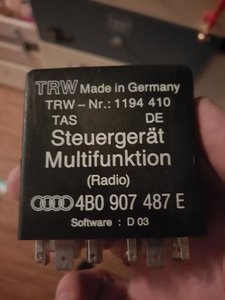 TRW Made in Germany
TRW-Nr.: 1194 410
TAS DE
Steuergerät
Multifunktion
(Radio)
4B0 907 487 E
Software : D 03